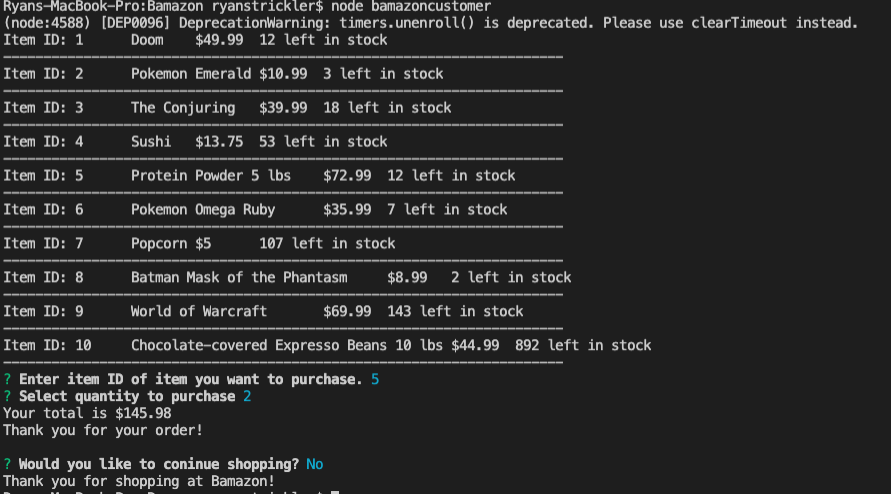 Ryans-MacBook-Pro:Bamazon ryanstrickler$ node bamazoncustomer
(node:4588) [DEP0096] DeprecationWarning: timers.unenroll() is deprecated. Please use clearTimeout instead.
Item ID: 1 Doom $49.99 12 left in stock
Item ID: 2 Pokemon Emerald $10.99 3 left in stock
Item ID: 3 The Conjuring $39.99 18 left in stock
Item ID: 4 Sushi $13.75 53 left in stock
Item ID: 5 Protein Powder 5 lbs $72.99 12 left in stock
Item ID: 6 Pokemon Omega Ruby $35.99 7 left in stock
Item ID: 7 Popcorn $5 107 left in stock
Item ID: 8 Batman Mask of the Phantasm $8.99 2 left in stock
Item ID: 9 World of Warcraft $69.99 143 left in stock
Item ID: 10 Chocolate-covered Expresso Beans 10 lbs $44.99 892 left in stock
? Enter item ID of item you want to purchase. 5
? Select quantity to purchase 2
Your total is $145.98
Thank you for your order!
? Would you like to coninue shopping? No
Thank you for shopping at Bamazon!